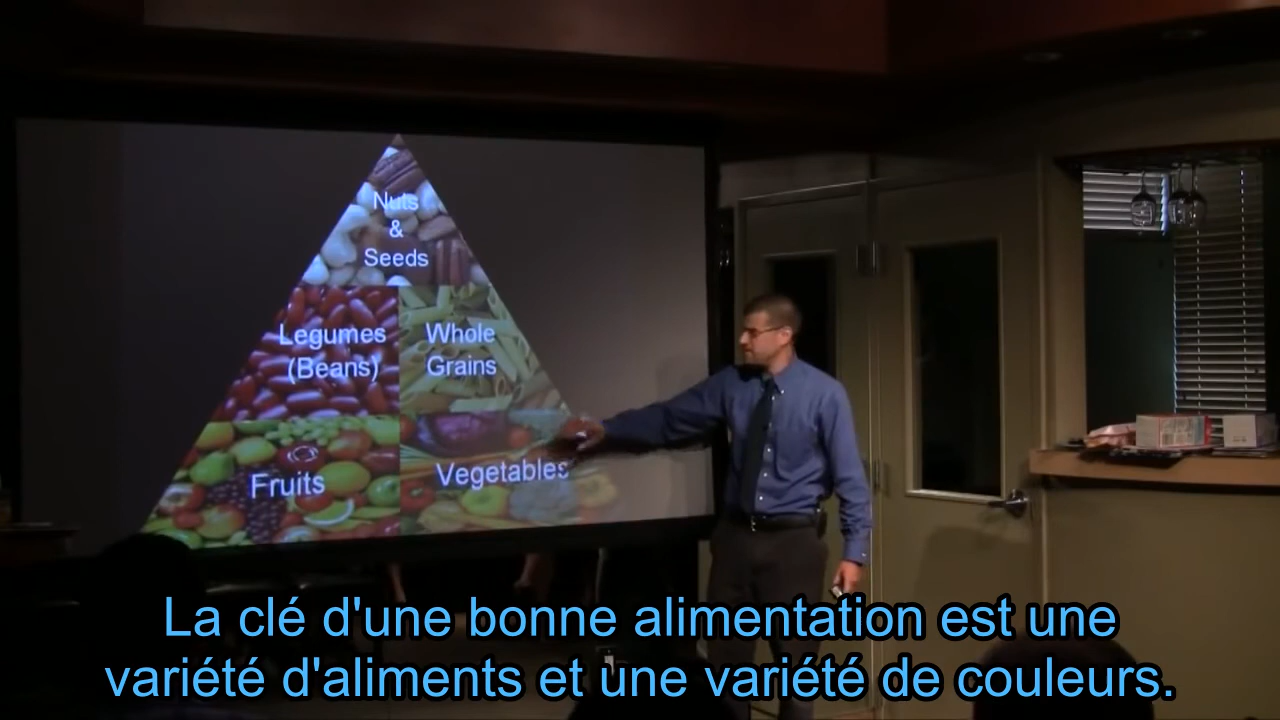 Nuts
&
Seeds
Legumes
(Beans)
Whole
Grains
Fruits
Vegetables
La clé d'une bonne alimentation est une
variété d'aliments et une variété de couleurs.